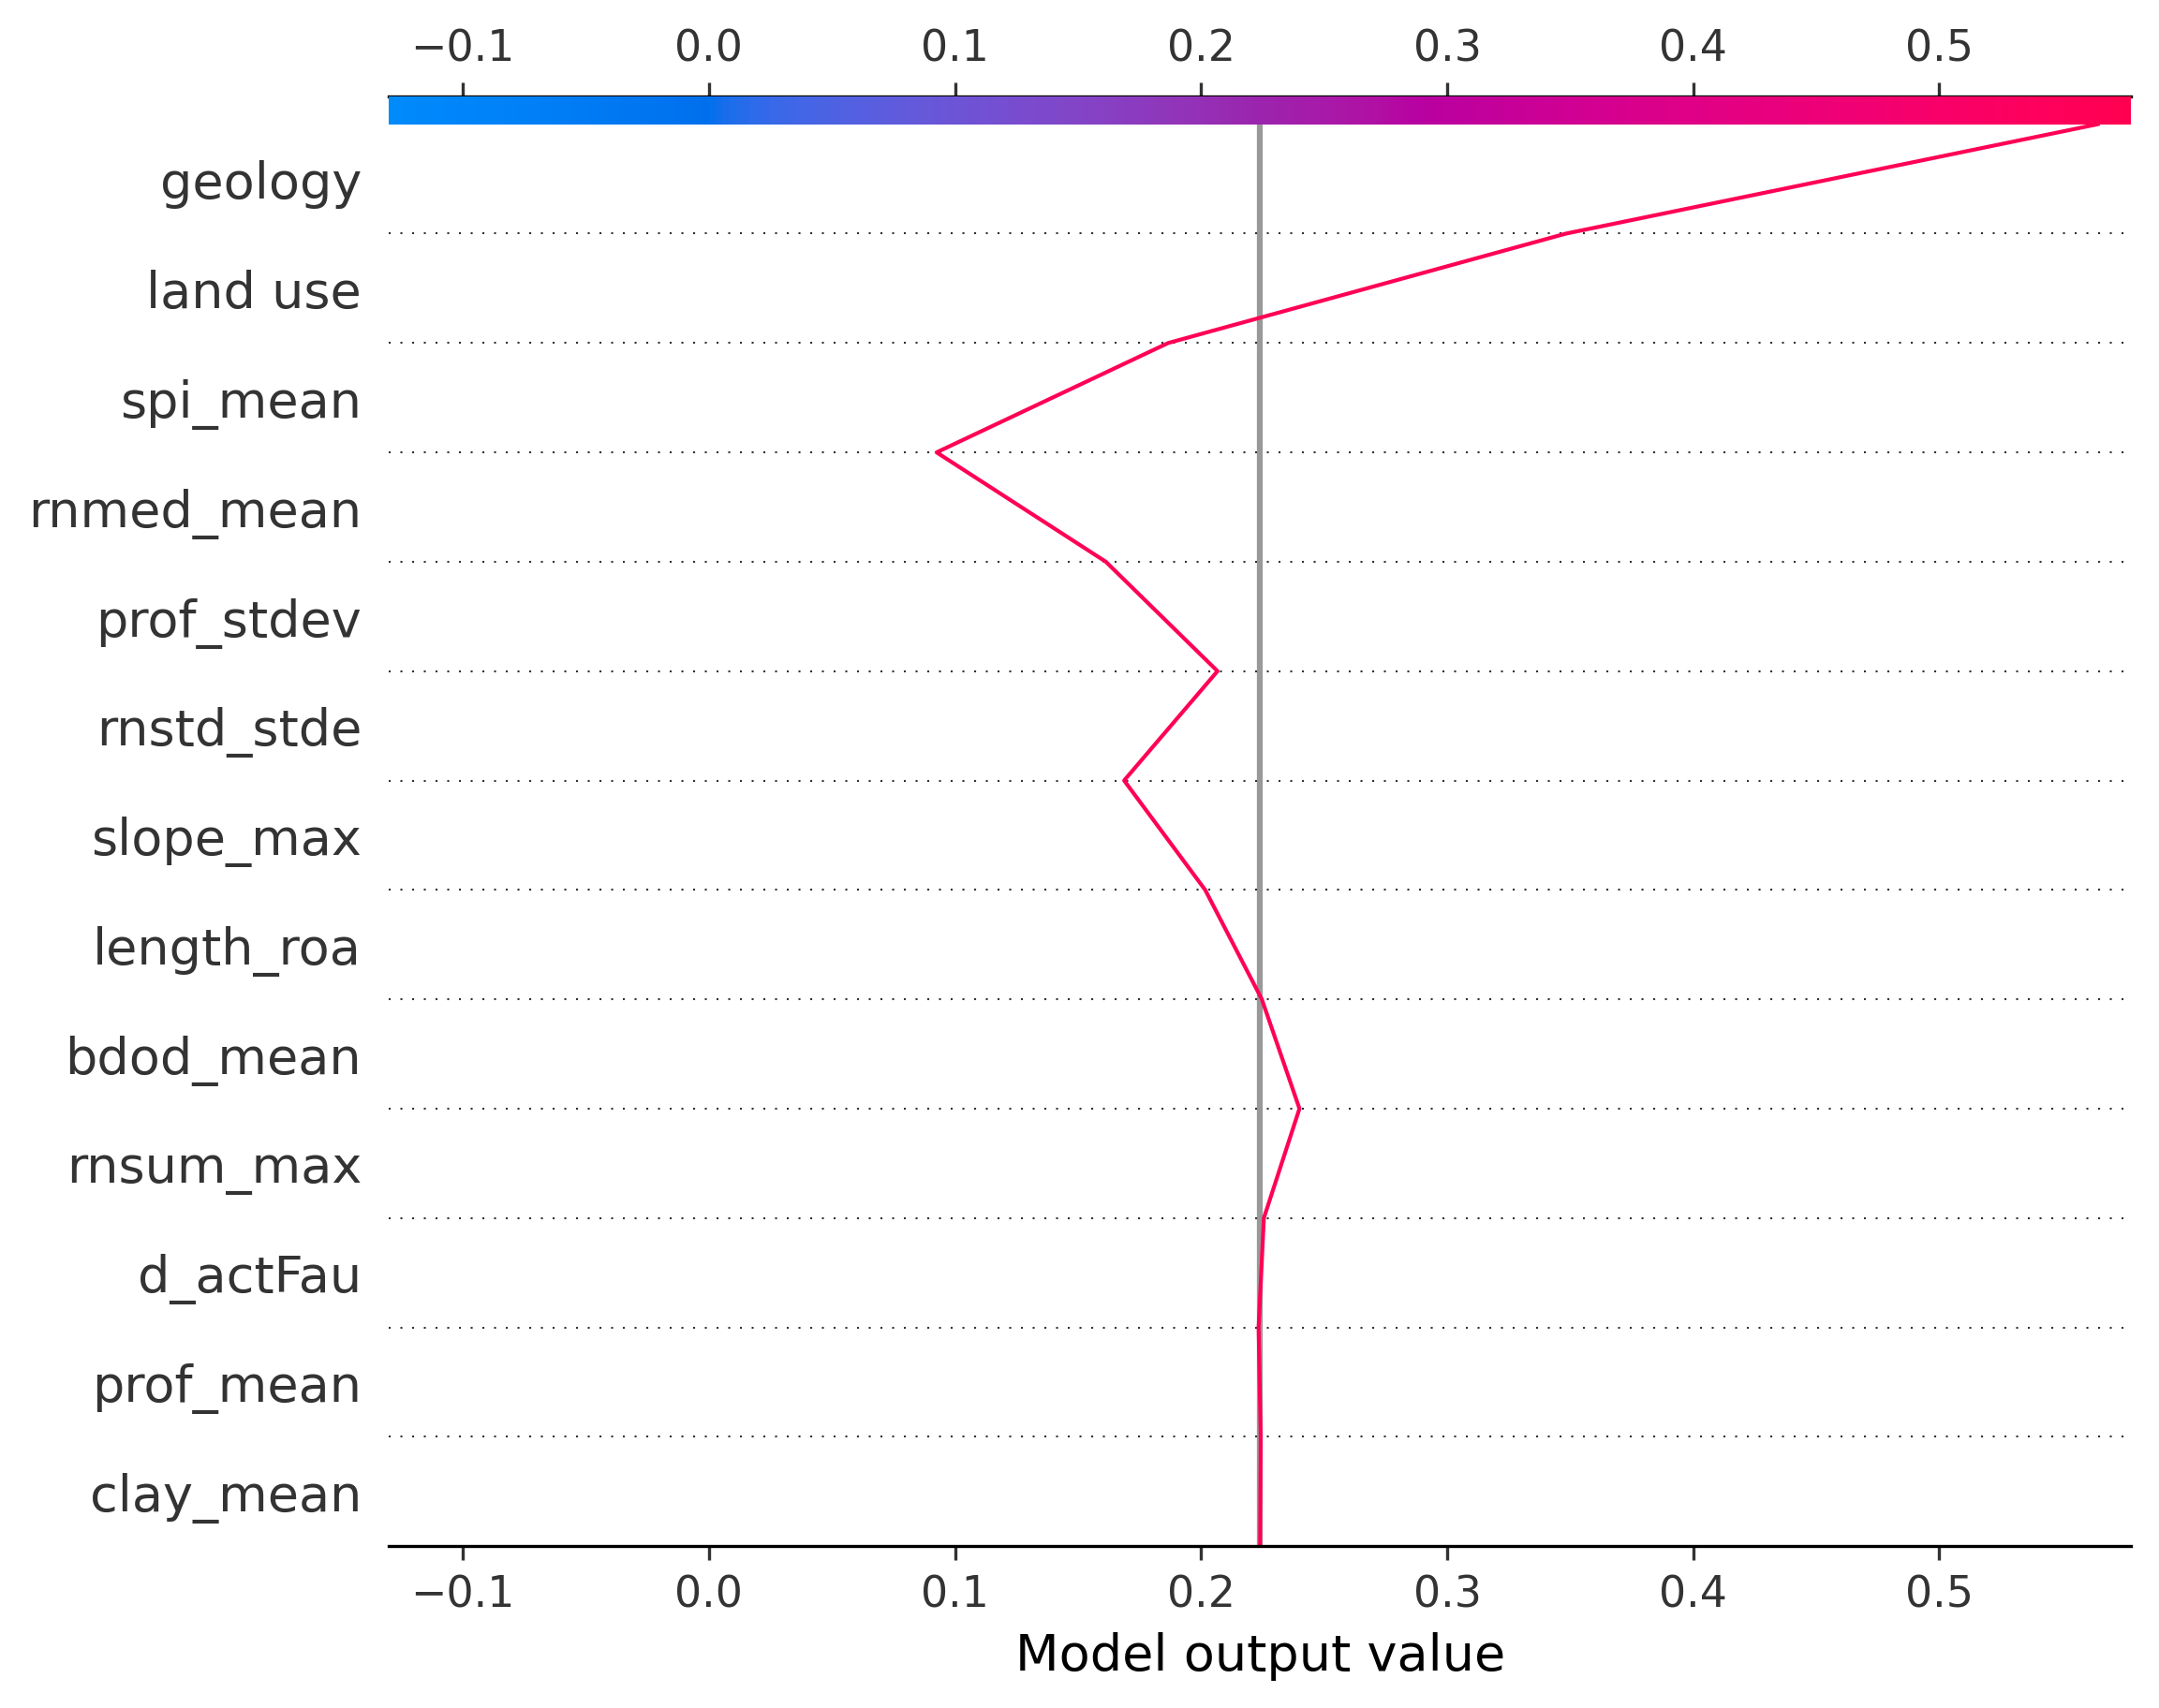 −0.1 0.0 0.1 0.2 0.3 0.4 0.5
geology
land use
spi_mean
rnmed_mean
prof_stdev
rnstd_stde
slope_max
length_roa
bdod_mean
rnsum_max
d_actFau
prof_mean
clay_mean
−0.1 0.0 0.1 0.2 0.3 0.4 0.5
Model output value